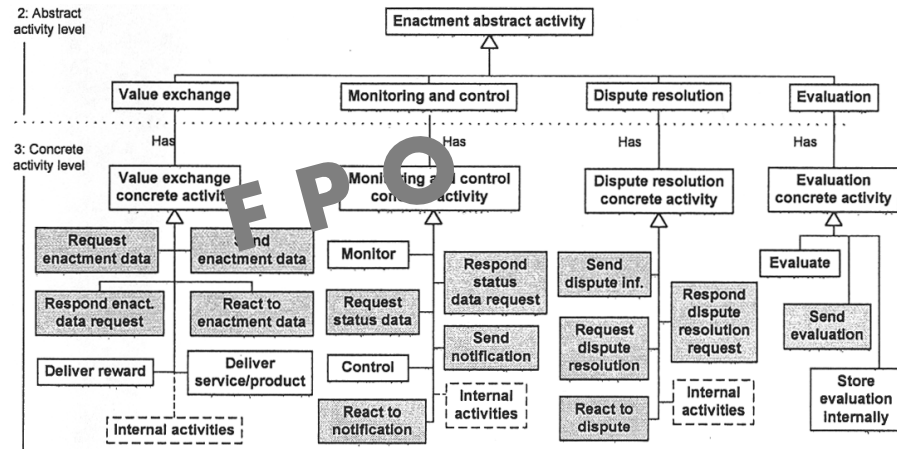 2: Abstract
activity level
Enactment abstract activity
Value exchange
Monitoring and control
Dispute resolution
Evaluation
3: Concrete
activity level
Has
Has
Has
Has
Value exchange
concrete activity
Monitoring and control
concrete activity
Dispute resolution
concrete activity
Evaluation
concrete activity
FPO
Request
enactment data
Send
enactment data
Respond enact.
data request
React to
enactment data
Deliver reward
Deliver
service/product
Internal activities
Monitor
Respond
status
data request
Request
status data
Send
notification
Control
Internal
activities
React to
notification
Send
dispute inf.
Respond
dispute
resolution
request
Request
dispute
resolution
Internal
activities
React to
dispute
Evaluate
Send
evaluation
Store
evaluation
internally